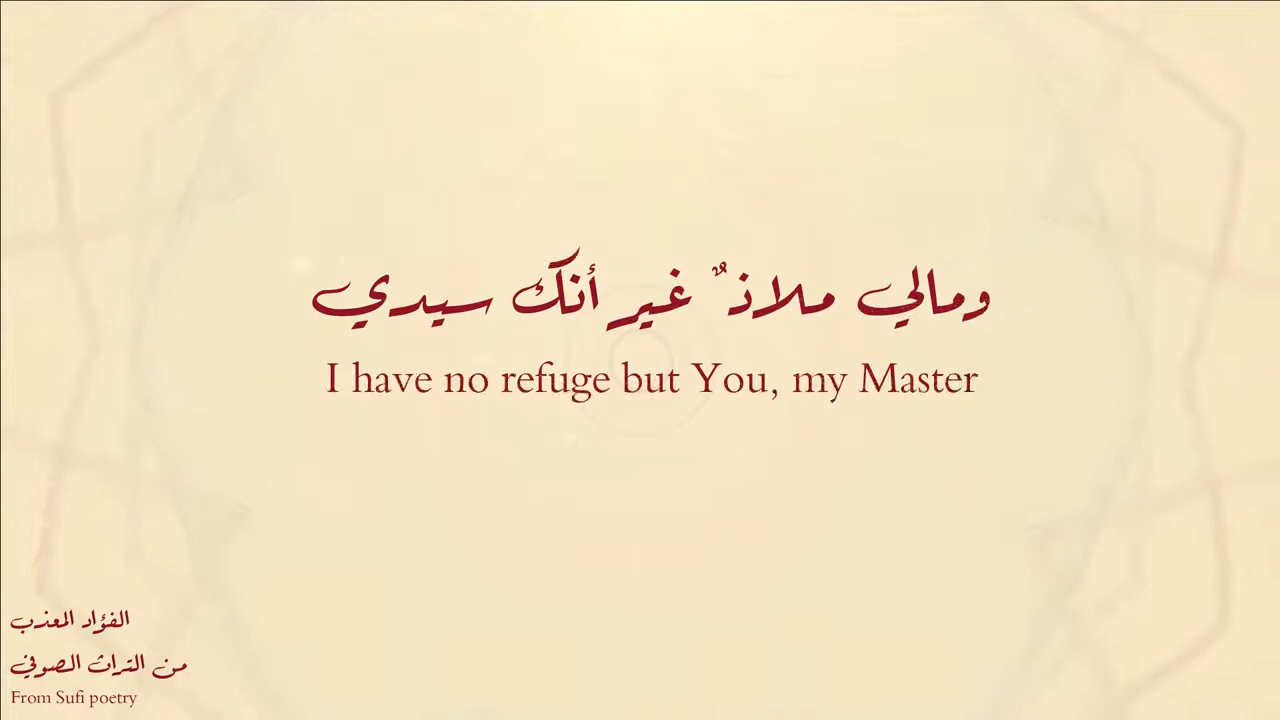 ومالي ملاذٌ غير أنك سيدي
I have no refuge but You, my Master
الفؤاد المعذب
من التراث الصوفي
From Sufi poetry